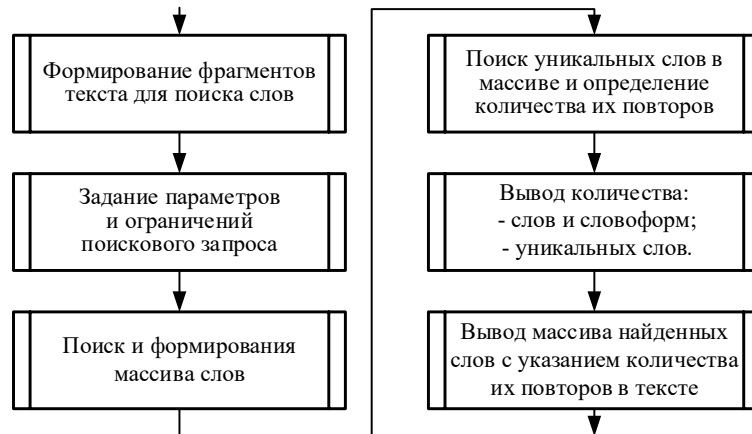 Формирование фрагментов
текста для поиска слов
Задание параметров
и ограничений
поискового запроса
Поиск и формирования
массива слов
Поиск уникальных слов в
массиве и определение
количества их повторов
Вывод количества:
- слов и словоформ;
- уникальных слов.
Вывод массива найденных
слов с указанием количества
их повторов в тексте